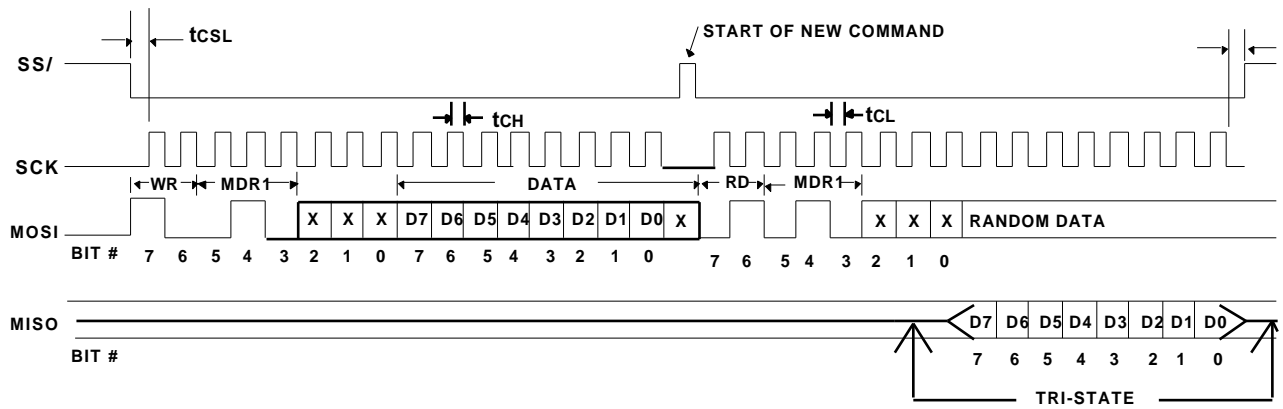 tCSL
START OF NEW COMMAND
SS/
tCH
tCL
SCK
WR MDR1 DATA RD MDR1
MOSI X X X D7 D6 D5 D4 D3 D2 D1 D0 X X X X RANDOM DATA
BIT # 7 6 5 4 3 2 1 0 7 6 5 4 3 2 1 0 7 6 5 4 3 2 1 0
MISO D7 D6 D5 D4 D3 D2 D1 D0
BIT # 7 6 5 4 3 2 1 0
TRI-STATE